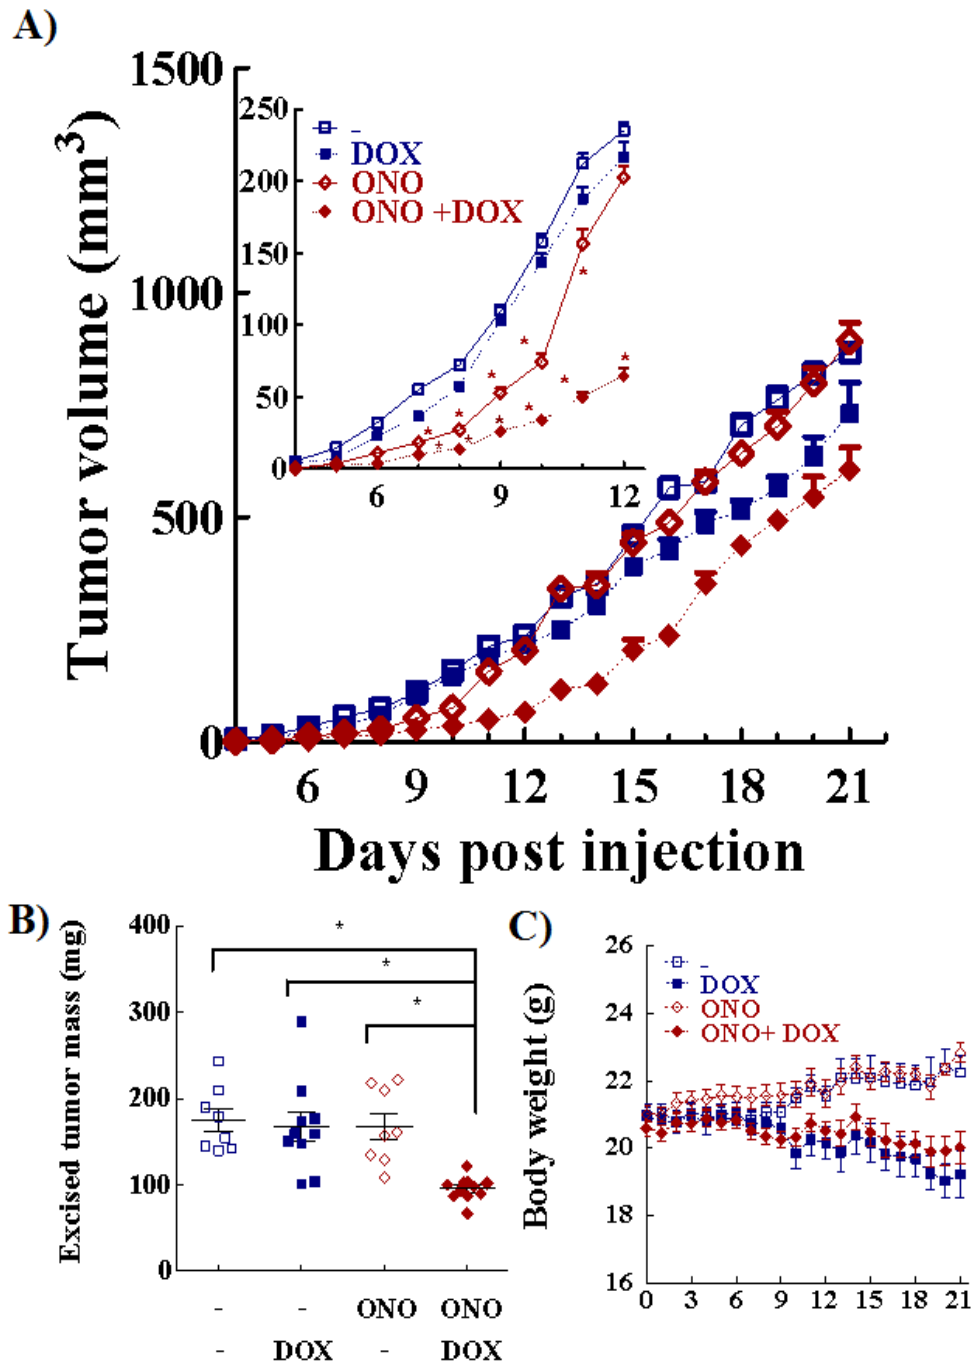 A)
Tumor volume (mm3)
1500
1000
500
0
250
200
150
100
50
0
-
DOX
ONO
ONO +DOX
*
*
*
*
*
*
*
*
*
*
*
6
9
12
6
9
12
15
18
21
Days post injection
B)
Excised tumor mass (mg)
400
300
200
100
0
*
*
*
- - ONO ONO
- DOX - DOX
C)
Body weight (g)
26
24
22
20
18
16
-
DOX
ONO
ONO+ DOX
0 3 6 9 12 15 18 21